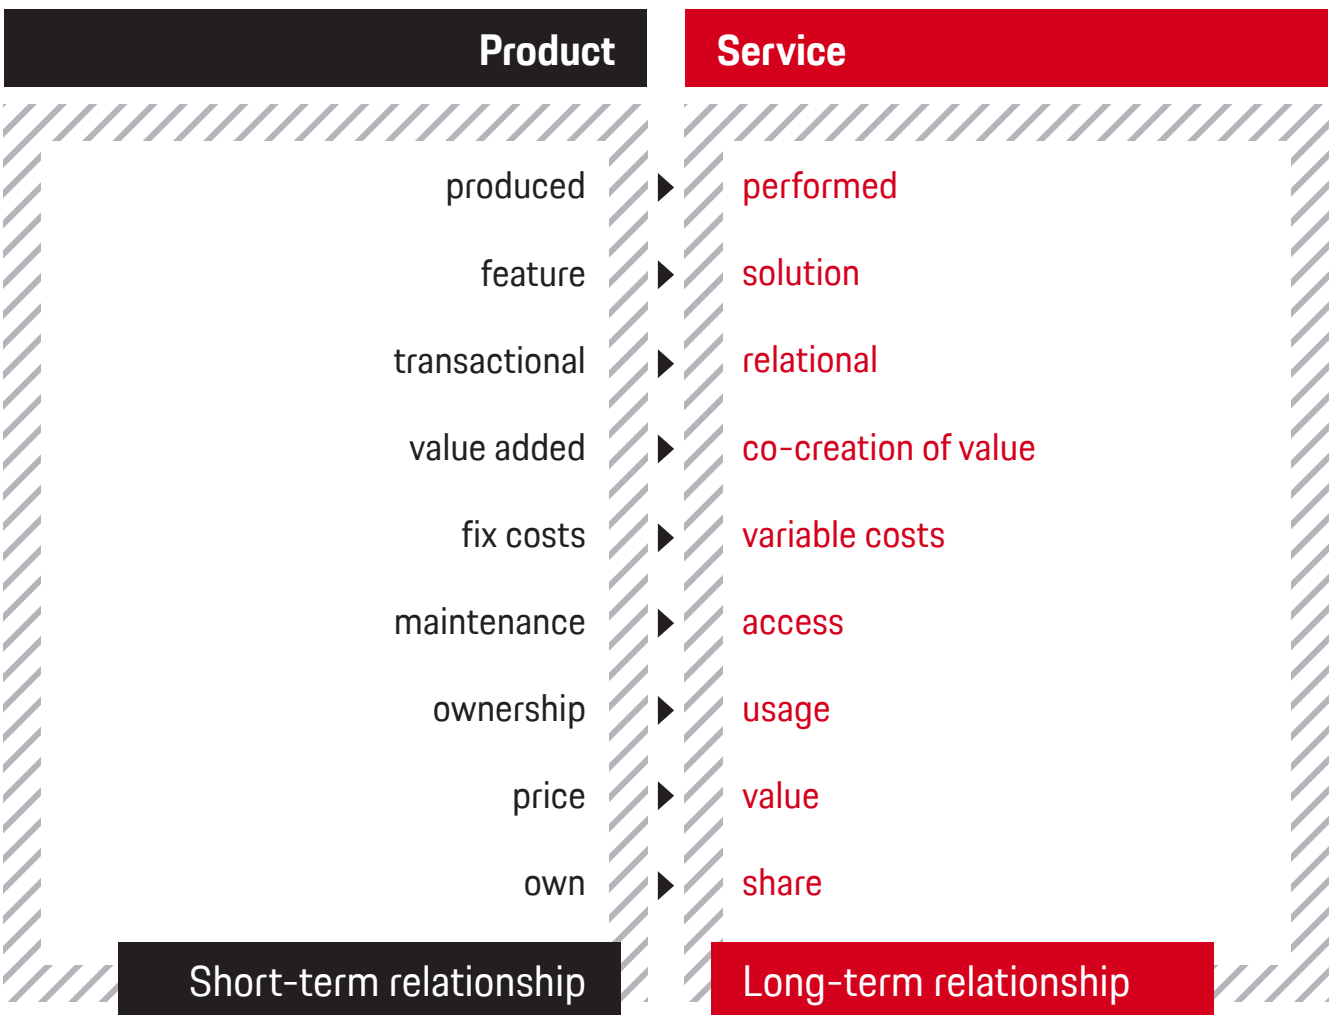 Product Service
produced performed
feature solution
transactional relational
value added co-creation of value
fix costs variable costs
maintenance access
ownership usage
price value
own share
Short-term relationship Long-term relationship